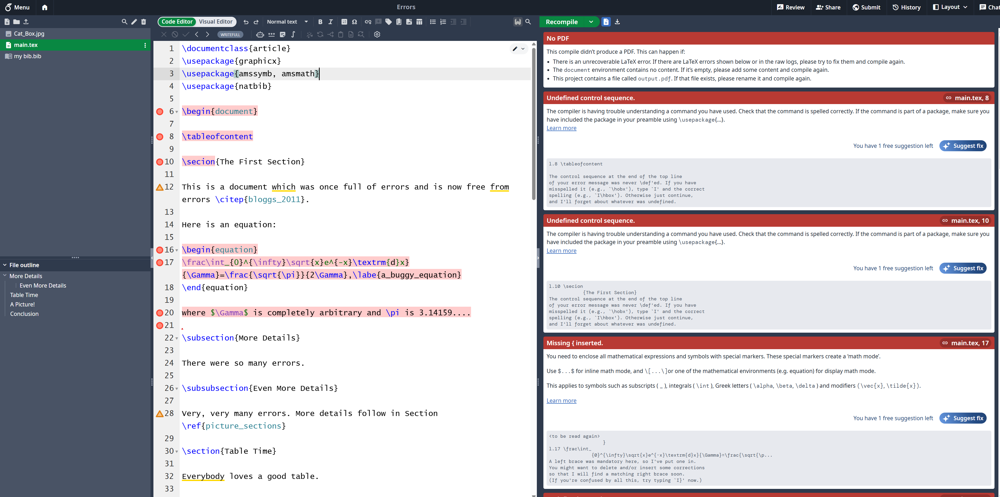 Menu
Errors
Review
Share
Submit
History
Layout
Chat
Code Editor
Visual Editor
Normal text
B I Ω
Recompile
WRITEFULL
Cat_Box.jpg
main.tex
my bib.bib
File outline
More Details
Even More Details
Table Time
A Picture!
Conclusion
1 \documentclass{article}
2 \usepackage{graphicx}
3 \usepackage{amssymb, amsmath}
4 \usepackage{natbib}
5
6 \begin{document}
7
8 \tableofcontent
9
10 \secion{The First Section}
11
12 This is a document which was once full of errors and is now free from
errors \citep{bloggs_2011}.
13
14 Here is an equation:
15
16 \begin{equation}
17 \frac\int_{0}^{\infty}\sqrt{x}e^{-x}\textrm{d}x}
{\Gamma}=\frac{\sqrt{\pi}}{2\Gamma},\labe{a_buggy_equation}
18 \end{equation}
19
20 where $\Gamma$ is completely arbitrary and \pi is 3.14159....
21
22 \subsection{More Details}
23
24 There were so many errors.
25
26 \subsubsection{Even More Details}
27
28 Very, very many errors. More details follow in Section
\ref{picture_sections}
29
30 \section{Table Time}
31
32 Everybody loves a good table.
33
No PDF
This compile didn’t produce a PDF. This can happen if:
• There is an unrecoverable LaTeX error. If there are LaTeX errors shown below or in the raw logs, please try to fix them and compile again.
• The document environment contains no content. If it’s empty, please add some content and compile again.
• This project contains a file called output.pdf. If that file exists, please rename it and compile again.
Undefined control sequence.
main.tex, 8
The compiler is having trouble understanding a command you have used. Check that the command is spelled correctly. If the command is part of a package, make sure you
have included the package in your preamble using \usepackage{...}.
Learn more
You have 1 free suggestion left
Suggest fix
l.8 \tableofcontent
The control sequence at the end of the top line
of your error message was never \def'ed. If you have
misspelled it (e.g., `\hobx'), type `I' and the correct
spelling (e.g., `I\hbox'). Otherwise just continue,
and I'll forget about whatever was undefined.
Undefined control sequence.
main.tex, 10
The compiler is having trouble understanding a command you have used. Check that the command is spelled correctly. If the command is part of a package, make sure you
have included the package in your preamble using \usepackage{...}.
Learn more
You have 1 free suggestion left
Suggest fix
l.10 \secion
{The First Section}
The control sequence at the end of the top line
of your error message was never \def'ed. If you have
misspelled it (e.g., `\hobx'), type `I' and the correct
spelling (e.g., `I\hbox'). Otherwise just continue,
and I'll forget about whatever was undefined.
Missing { inserted.
main.tex, 17
You need to enclose all mathematical expressions and symbols with special markers. These special markers create a ‘math mode’.
Use $...$ for inline math mode, and \[...\]or one of the mathematical environments (e.g. equation) for display math mode.
This applies to symbols such as subscripts ( _ ), integrals ( \int ), Greek letters ( \alpha, \beta, \delta ) and modifiers (\vec{x}, \tilde{x}).
Learn more
You have 1 free suggestion left
Suggest fix
<to be read again>
}
l.17 \frac\int_
{0}^{\infty}\sqrt{x}e^{-x}\textrm{d}x}{\Gamma}=\frac{\sqrt{\p...
A left brace was mandatory here, so I've put one in.
You might want to delete and/or insert some corrections
so that I will find a matching right brace soon.
(If you're confused by all this, try typing `I}' now.)